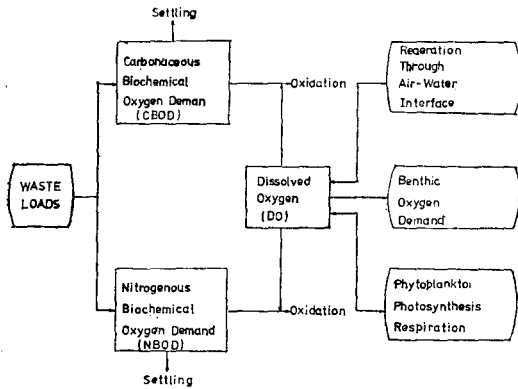 Settling
Carbonaceous
Biochemical
Oxygen Deman
(CBOD)
Oxidation
Reaeration
Through
Air-Water
Interface
WASTE
LOADS
Dissolved
Oxygen
(DO)
Benthic
Oxygen
Demand
Nitrogenous
Biochemical
Oxygen Demand
(NBOD)
Oxidation
Phytoplankton
Photosynthesis
Respiration
Settling